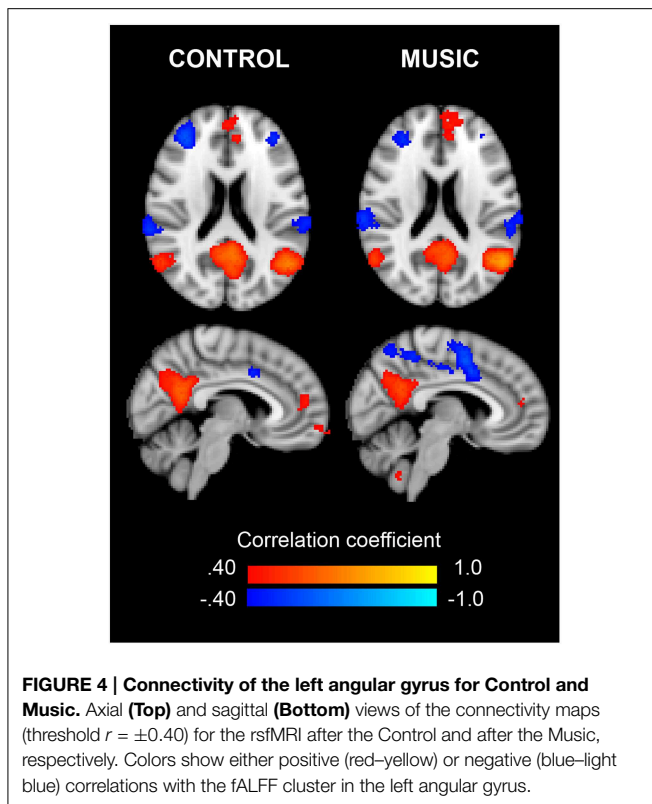 CONTROL MUSIC
Correlation coefficient
.40 1.0
-.40 -1.0
FIGURE 4 | Connectivity of the left angular gyrus for Control and
Music. Axial (Top) and sagittal (Bottom) views of the connectivity maps
(threshold r = ±0.40) for the rsfMRI after the Control and after the Music,
respectively. Colors show either positive (red–yellow) or negative (blue–light
blue) correlations with the fALFF cluster in the left angular gyrus.